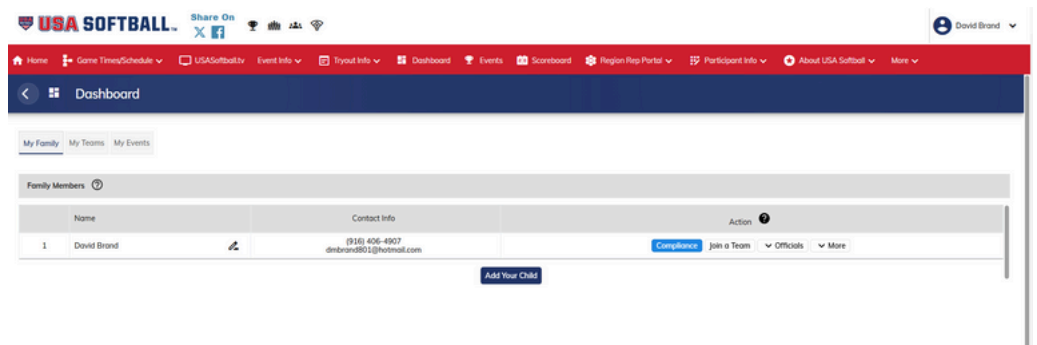 USA SOFTBALL
Share On
David Brand
Home Game Times/Schedule USASoftball.tv Event Info Tryout Info Dashboard Events Scoreboard Region Rep Portal Participant Info About USA Softball More
Dashboard
My Family My Teams My Events
Family Members
Name Contact Info Action
1 David Brand (916) 406-4907 Compliance Join a Team Officials More
dmbrand801@hotmail.com
Add Your Child